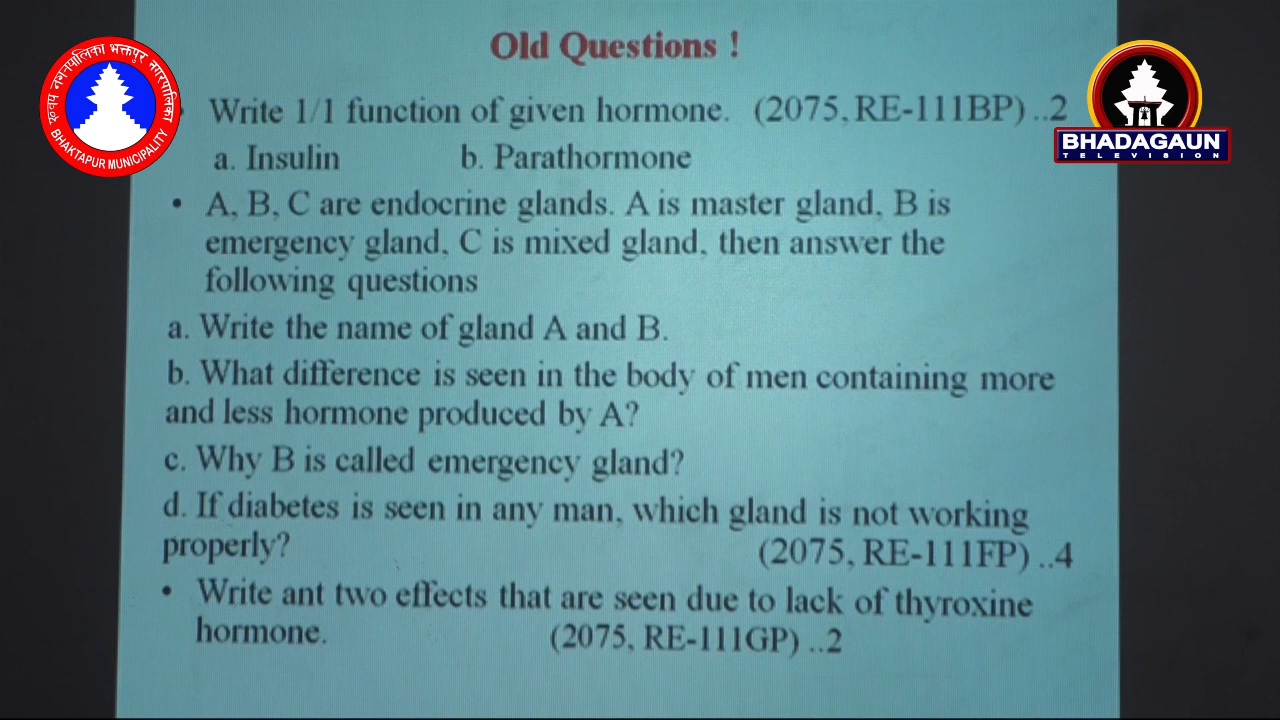 Old Questions !
Write 1/1 function of given hormone. (2075, RE-111BP) ..2
a. Insulin b. Parathormone
• A, B, C are endocrine glands. A is master gland, B is
emergency gland, C is mixed gland, then answer the
following questions
a. Write the name of gland A and B.
b. What difference is seen in the body of men containing more
and less hormone produced by A?
c. Why B is called emergency gland?
d. If diabetes is seen in any man, which gland is not working
properly? (2075, RE-111FP) ..4
• Write ant two effects that are seen due to lack of thyroxine
hormone. (2075, RE-111GP) ..2
भक्तपुर नगरपालिका
BHAKTAPUR MUNICIPALITY
BHADAGAUN
TELEVISION